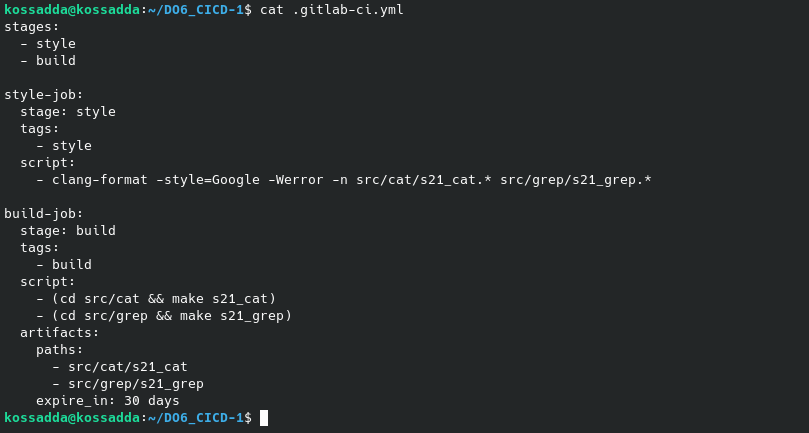 kossadda@kossadda:~/DO6_CICD-1$ cat .gitlab-ci.yml
stages:
  - style
  - build

style-job:
  stage: style
  tags:
    - style
  script:
    - clang-format -style=Google -Werror -n src/cat/s21_cat.* src/grep/s21_grep.*

build-job:
  stage: build
  tags:
    - build
  script:
    - (cd src/cat && make s21_cat)
    - (cd src/grep && make s21_grep)
  artifacts:
    paths:
      - src/cat/s21_cat
      - src/grep/s21_grep
    expire_in: 30 days
kossadda@kossadda:~/DO6_CICD-1$